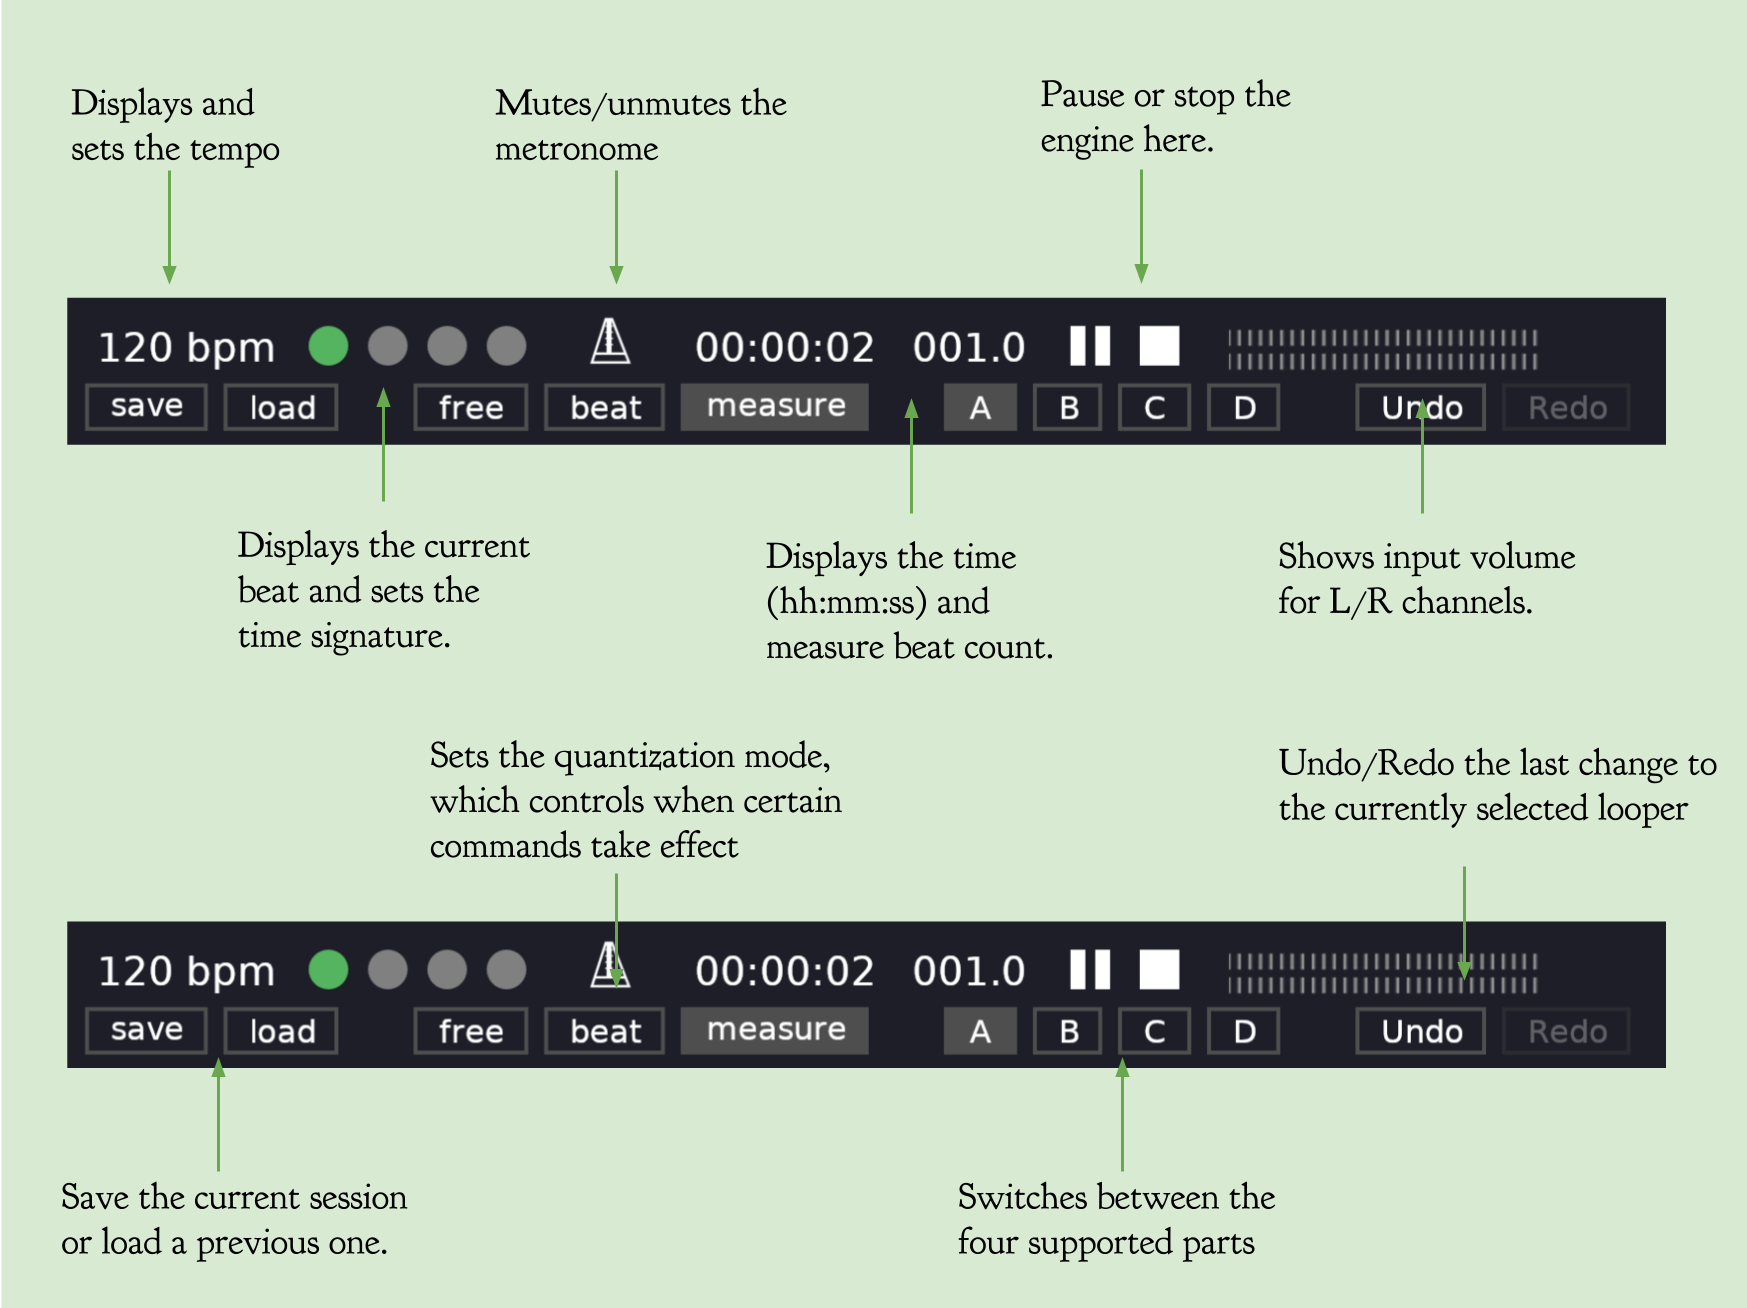 Displays and
sets the tempo
Mutes/unmutes the
metronome
Pause or stop the
engine here.
120 bpm 00:00:02 001.0
save load free beat measure A B C D Undo Redo
Displays the current
beat and sets the
time signature.
Displays the time
(hh:mm:ss) and
measure beat count.
Shows input volume
for L/R channels.
Sets the quantization mode,
which controls when certain
commands take effect
Undo/Redo the last change to
the currently selected looper
120 bpm 00:00:02 001.0
save load free beat measure A B C D Undo Redo
Save the current session
or load a previous one.
Switches between the
four supported parts